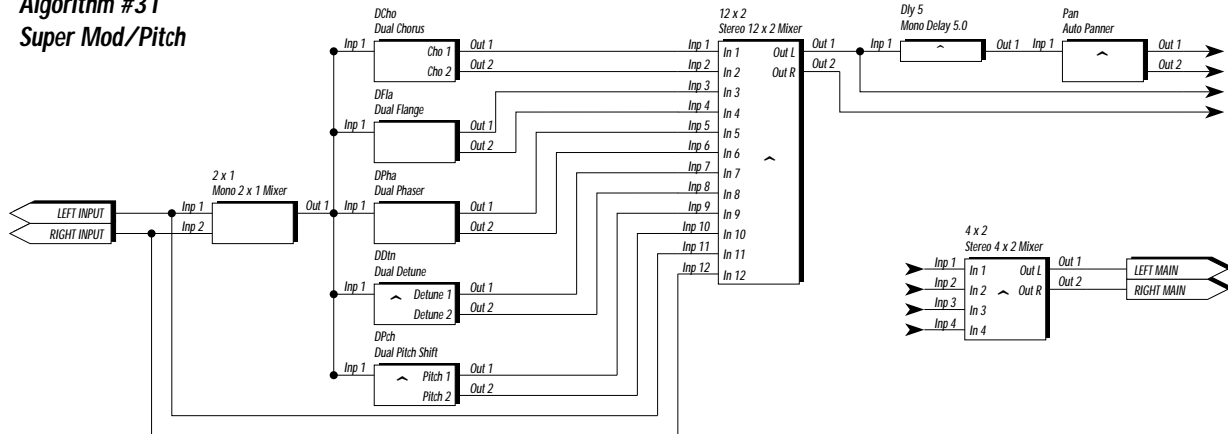 Algorithm #31
Super Mod/Pitch
LEFT INPUT
RIGHT INPUT
2 x 1
Mono 2 x 1 Mixer
Inp 1
Inp 2
Out 1
DCho
Dual Chorus
Inp 1
Cho 1
Cho 2
Out 1
Out 2
DFla
Dual Flange
Inp 1
Out 1
Out 2
DPha
Dual Phaser
Inp 1
Out 1
Out 2
DDtn
Dual Detune
Inp 1
Detune 1
Detune 2
Out 1
Out 2
DPch
Dual Pitch Shift
Inp 1
Pitch 1
Pitch 2
Out 1
Out 2
12 x 2
Stereo 12 x 2 Mixer
Inp 1 In 1
Inp 2 In 2
Inp 3 In 3
Inp 4 In 4
Inp 5 In 5
Inp 6 In 6
Inp 7 In 7
Inp 8 In 8
Inp 9 In 9
Inp 10 In 10
Inp 11 In 11
Inp 12 In 12
Out L Out 1
Out R Out 2
Dly 5
Mono Delay 5.0
Inp 1
Out 1
Pan
Auto Panner
Inp 1
Out 1
Out 2
4 x 2
Stereo 4 x 2 Mixer
Inp 1 In 1
Inp 2 In 2
Inp 3 In 3
Inp 4 In 4
Out L Out 1
Out R Out 2
LEFT MAIN
RIGHT MAIN